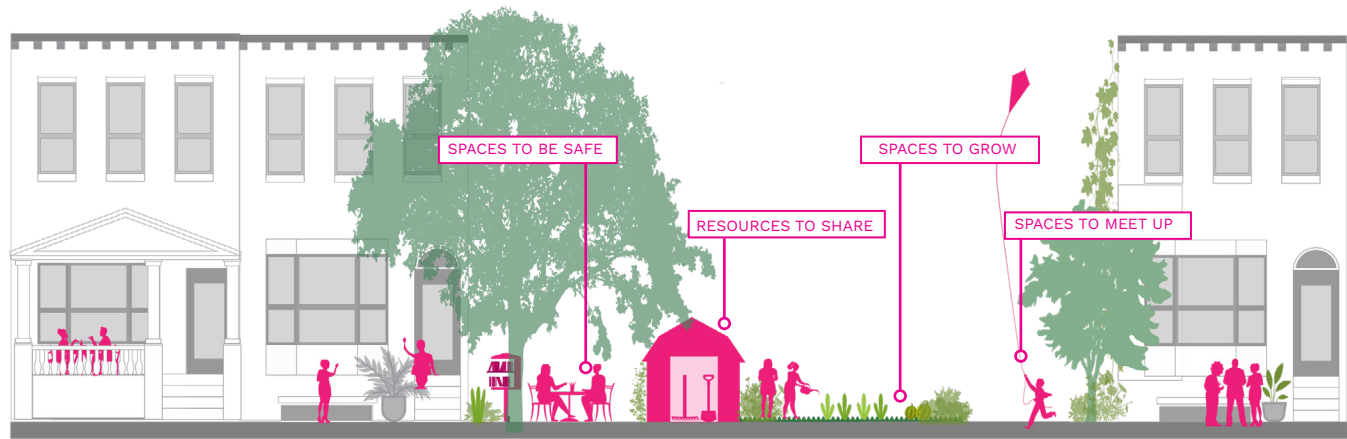 SPACES TO BE SAFE
SPACES TO GROW
RESOURCES TO SHARE
SPACES TO MEET UP